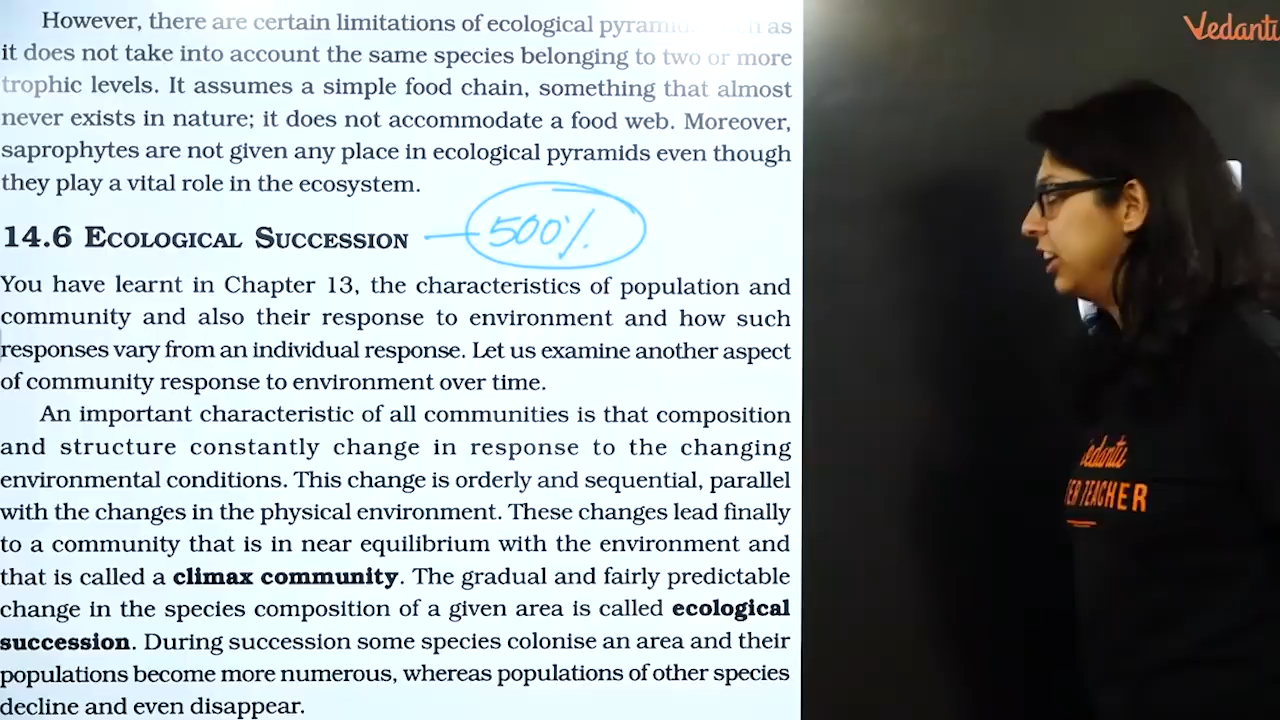 However, there are certain limitations of ecological as
it does not take into account the same species belonging to two or more
trophic levels. It assumes a simple food chain, something that almost
never exists in nature; it does not accommodate a food web. Moreover,
saprophytes are not given any place in ecological pyramids even though
they play a vital role in the ecosystem.
14.6 ECOLOGICAL SUCCESSION 500%.
You have learnt in Chapter 13, the characteristics of population and
community and also their response to environment and how such
responses vary from an individual response. Let us examine another aspect
of community response to environment over time.
An important characteristic of all communities is that composition
and structure constantly change in response to the changing
environmental conditions. This change is orderly and sequential, parallel
with the changes in the physical environment. These changes lead finally
to a community that is in near equilibrium with the environment and
that is called a climax community. The gradual and fairly predictable
change in the species composition of a given area is called ecological
succession. During succession some species colonise an area and their
populations become more numerous, whereas populations of other species
decline and even disappear.
Vedantu
vedantu
TEACHER